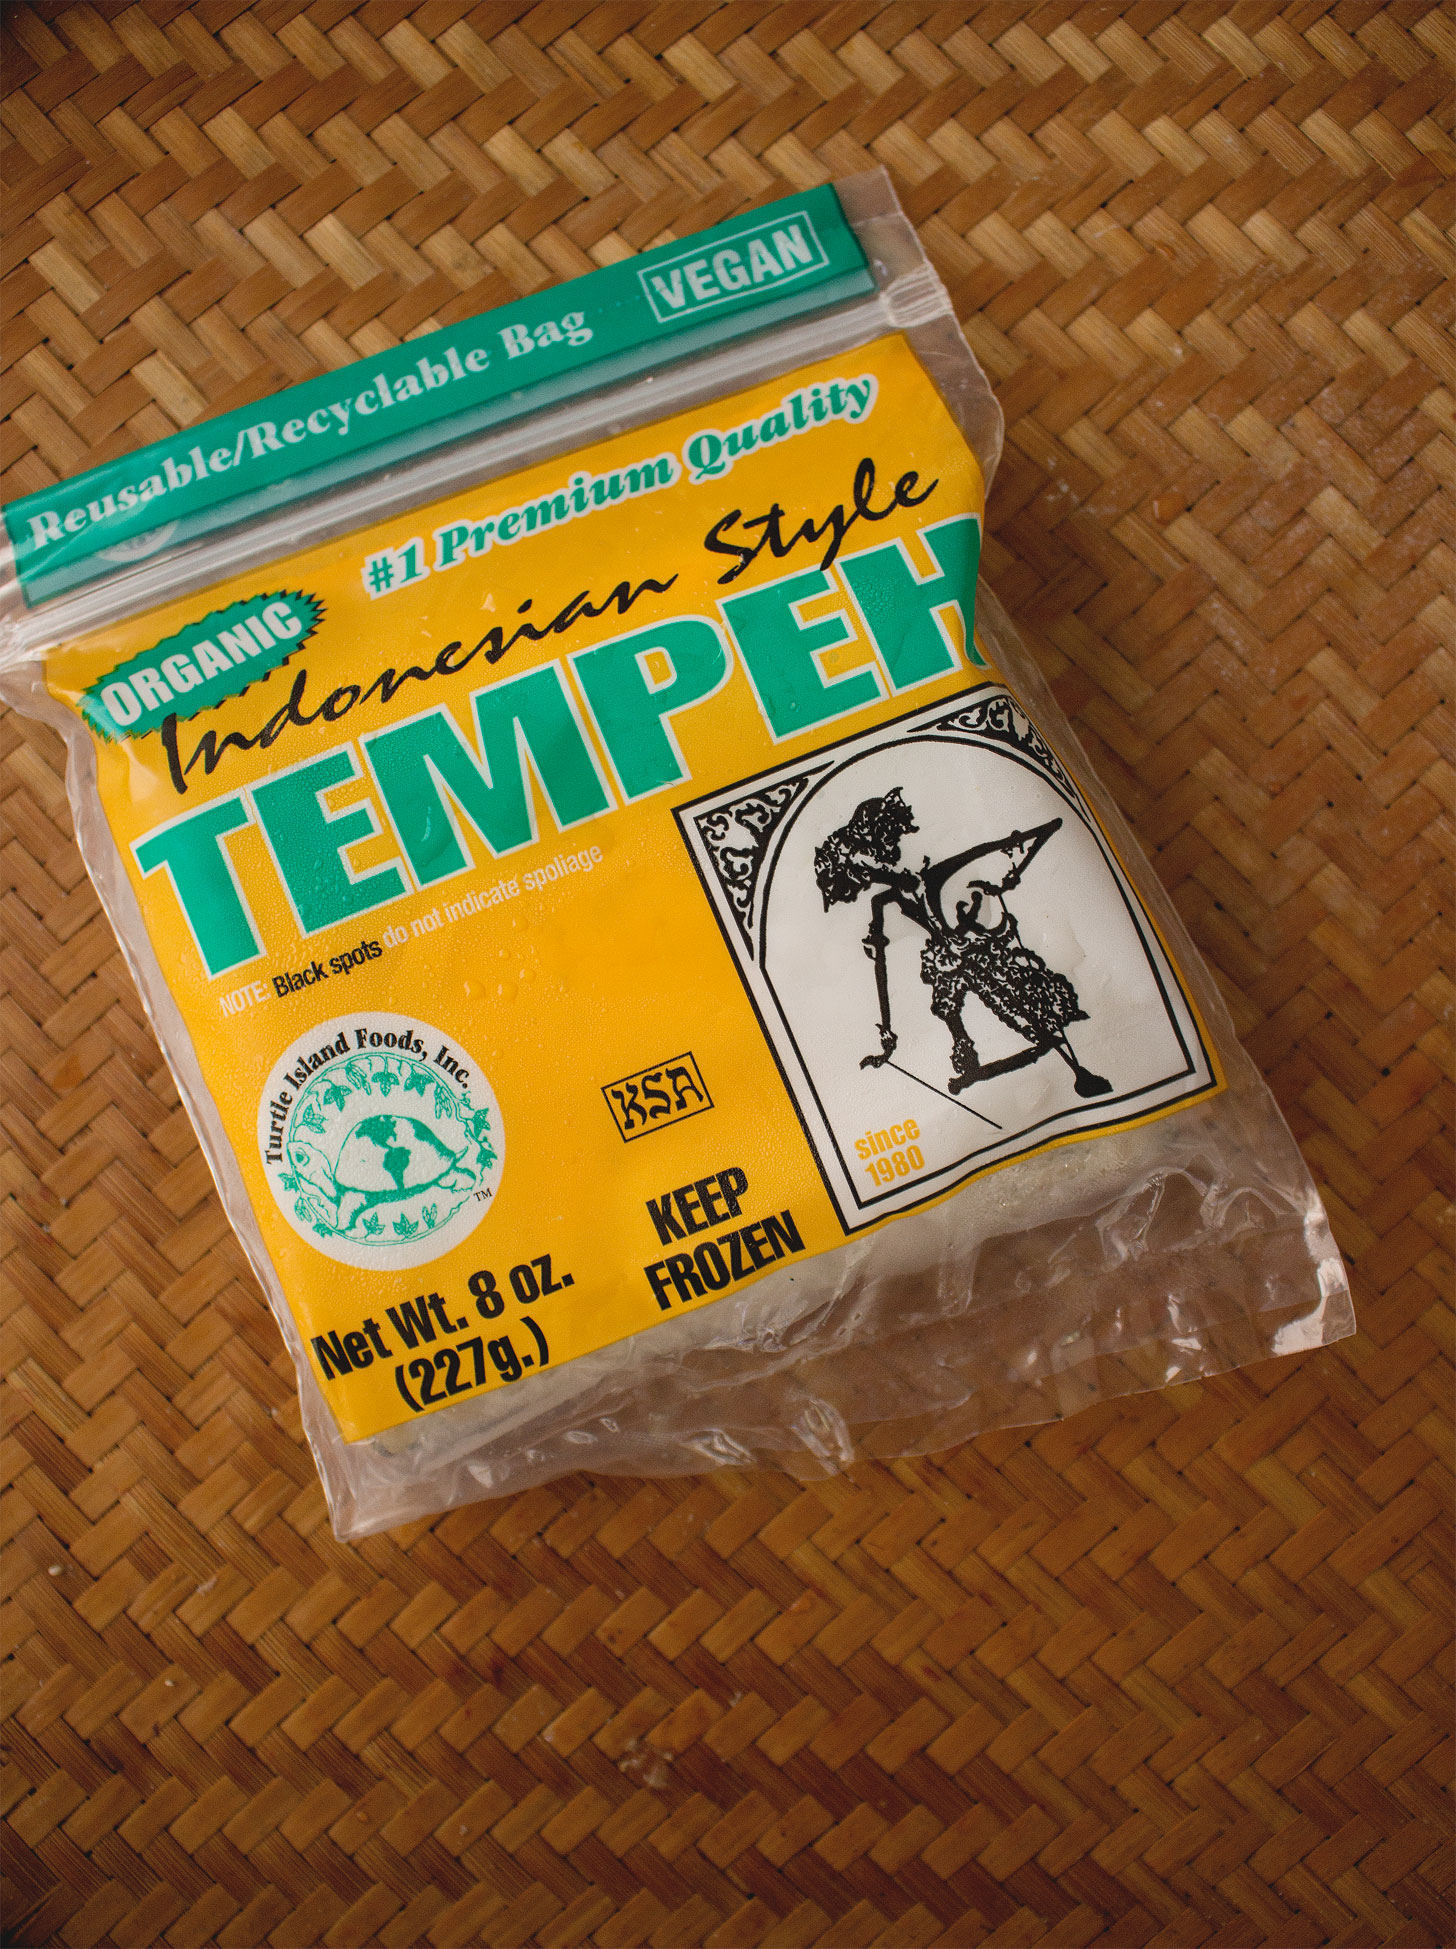 Reusable/Recyclable Bag
VEGAN
#1 Premium Quality
ORGANIC
Indonesian Style
TEMPEH
NOTE: Black spots do not indicate spoliage
Turtle Island Foods, Inc.
TM
KSA
since
1980
KEEP
FROZEN
Net Wt. 8 oz.
(227g.)